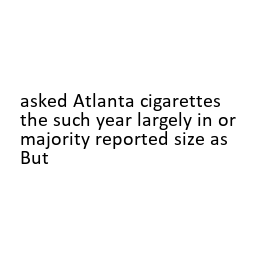 asked Atlanta cigarettes
the such year largely in or
majority reported size as
But